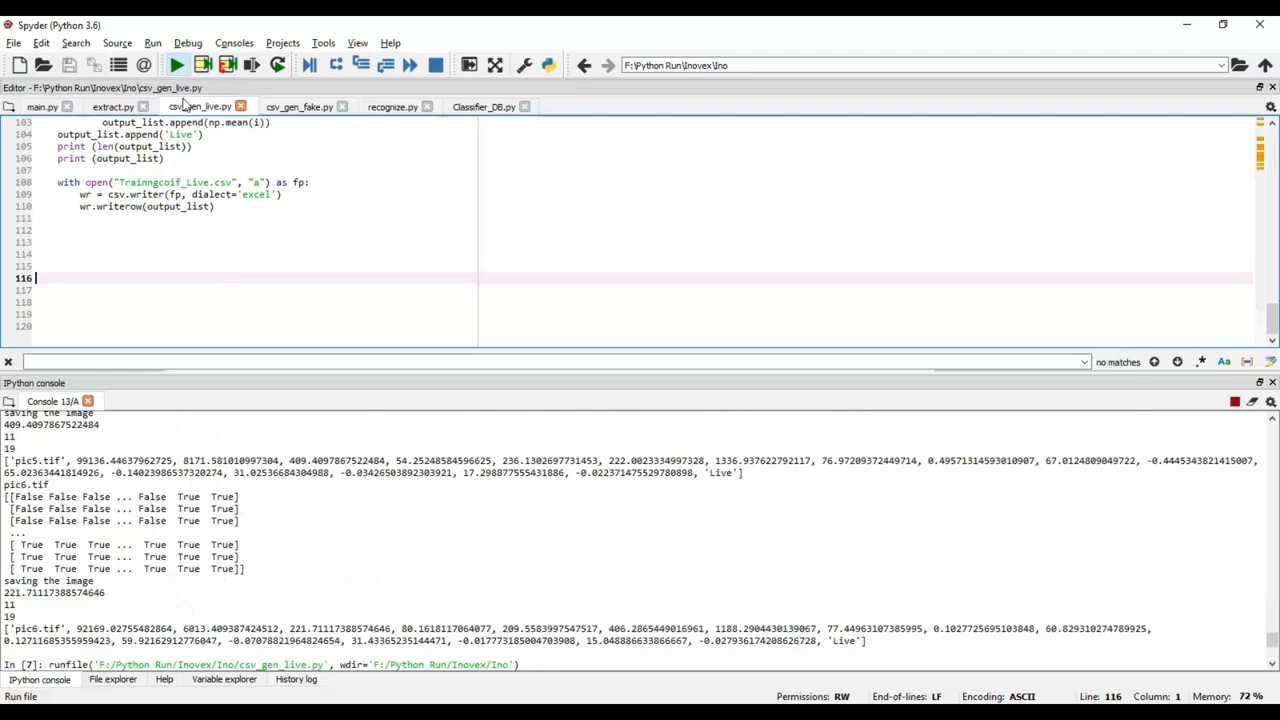 Spyder (Python 3.6)
File Edit Search Source Run Debug Consoles Projects Tools View Help
F:\Python Run\Inovex\Ino
Editor - F:\Python Run\Inovex\Ino\csv_gen_live.py
main.py extract.py csv_gen_live.py csv_gen_fake.py recognize.py Classifier_DB.py
103 output_list.append(np.mean(i))
104 output_list.append('Live')
105 print (len(output_list))
106 print (output_list)
107
108 with open("Trainngcoif_Live.csv", "a") as fp:
109 wr = csv.writer(fp, dialect='excel')
110 wr.writerow(output_list)
111
112
113
114
115
116
117
118
119
120
no matches
IPython console
Console 13/A
saving the image
409.4097867522484
11
19
['pic5.tif', 99136.44637962725, 8171.581010997304, 409.4097867522484, 54.25248584596625, 236.1302697731453, 222.0023339997328, 1336.937622792117, 76.97209372449714, 0.49571314593010907, 67.0124809049722, -0.4445343821415007,
65.02363441814926, -0.14023986537320274, 31.02536684304988, -0.03426503892303921, 17.298877555431886, -0.022371475529780898, 'Live']
pic6.tif
[[False False False ... False True True]
[False False False ... False True True]
[False False False ... False True True]
...
[ True True True ... True True True]
[ True True True ... True True True]
[ True True True ... True True True]]
saving the image
221.71117388574646
11
19
['pic6.tif', 92169.02755482864, 6013.409387424512, 221.71117388574646, 80.1618817064077, 209.5583997547517, 406.2865449016961, 1188.2904430139067, 77.44963107385995, 0.1027725695103848, 60.829310274789925,
0.12711685355959423, 59.92162912776047, -0.07078821964824654, 31.43365235144471, -0.017773185004703908, 15.048886633866667, -0.027936174208626728, 'Live']
In [7]: runfile('F:/Python Run/Inovex/Ino/csv_gen_live.py', wdir='F:/Python Run/Inovex/Ino')
IPython console File explorer Help Variable explorer History log
Run file Permissions: RW End-of-lines: LF Encoding: ASCII Line: 116 Column: 1 Memory: 72 %